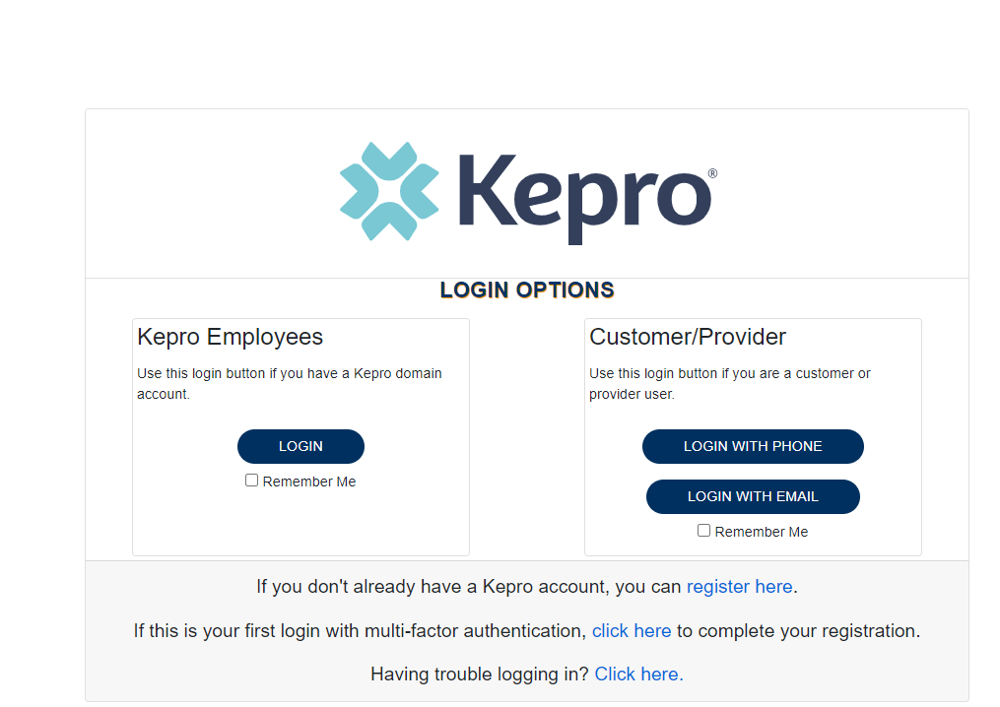 Kepro®
LOGIN OPTIONS
Kepro Employees
Use this login button if you have a Kepro domain
account.
LOGIN
Remember Me
Customer/Provider
Use this login button if you are a customer or
provider user.
LOGIN WITH PHONE
LOGIN WITH EMAIL
Remember Me
If you don't already have a Kepro account, you can register here.
If this is your first login with multi-factor authentication, click here to complete your registration.
Having trouble logging in? Click here.